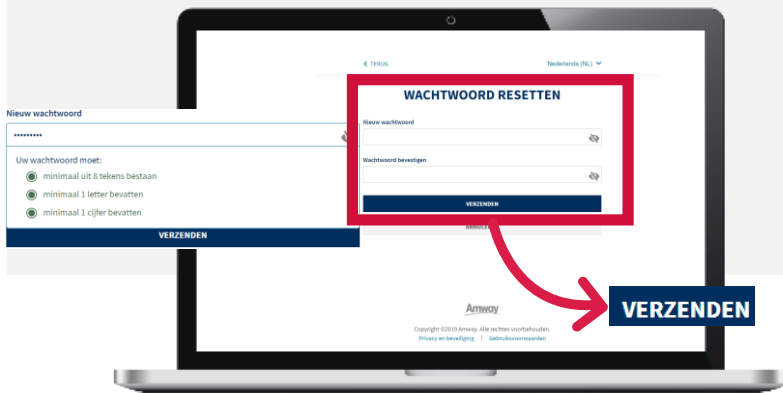 TERUG
Nederlands (NL)
WACHTWOORD RESETTEN
Nieuw wachtwoord
Wachtwoord bevestigen
VERZENDEN
Nieuw wachtwoord
Uw wachtwoord moet:
minimaal uit 8 tekens bestaan
minimaal 1 letter bevatten
minimaal 1 cijfer bevatten
VERZENDEN
VERZENDEN
Amway
Copyright ©2019 Amway. Alle rechten voorbehouden.
Privacy en beveiliging | Gebruiksvoorwaarden